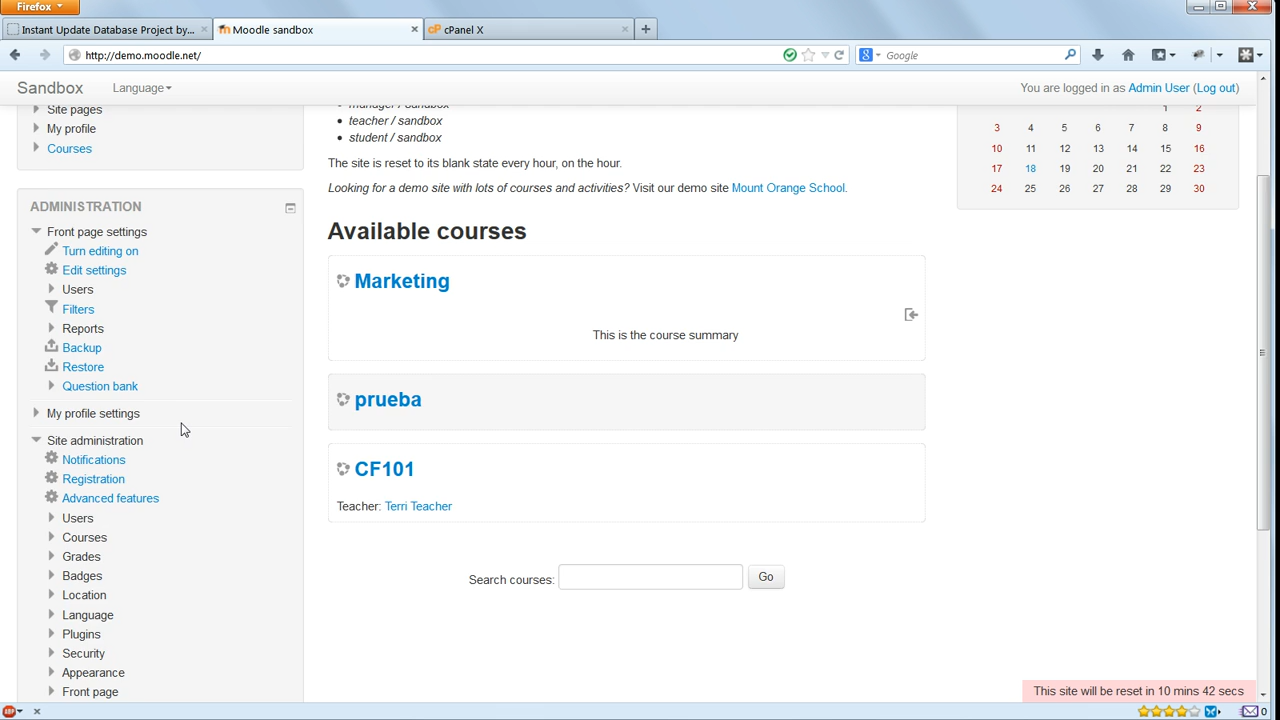 Firefox
Instant Update Database Project by...
Moodle sandbox
cPanel X
http://demo.moodle.net/
Google
Sandbox
Language
You are logged in as Admin User (Log out)
Site pages
My profile
Courses
ADMINISTRATION
Front page settings
Turn editing on
Edit settings
Users
Filters
Reports
Backup
Restore
Question bank
My profile settings
Site administration
Notifications
Registration
Advanced features
Users
Courses
Grades
Badges
Location
Language
Plugins
Security
Appearance
Front page
manager / sandbox
teacher / sandbox
student / sandbox
The site is reset to its blank state every hour, on the hour.
Looking for a demo site with lots of courses and activities? Visit our demo site Mount Orange School.
Available courses
Marketing
This is the course summary
prueba
CF101
Teacher: Terri Teacher
Search courses:
Go
1 2
3 4 5 6 7 8 9
10 11 12 13 14 15 16
17 18 19 20 21 22 23
24 25 26 27 28 29 30
This site will be reset in 10 mins 42 secs
ABP
0